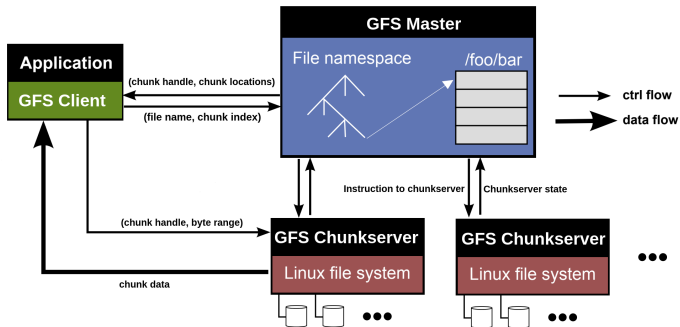 GFS Master
Application
GFS Client
(chunk handle, chunk locations)
(file name, chunk index)
File namespace
/foo/bar
ctrl flow
data flow
Instruction to chunkserver
Chunkserver state
(chunk handle, byte range)
chunk data
GFS Chunkserver
Linux file system
GFS Chunkserver
Linux file system